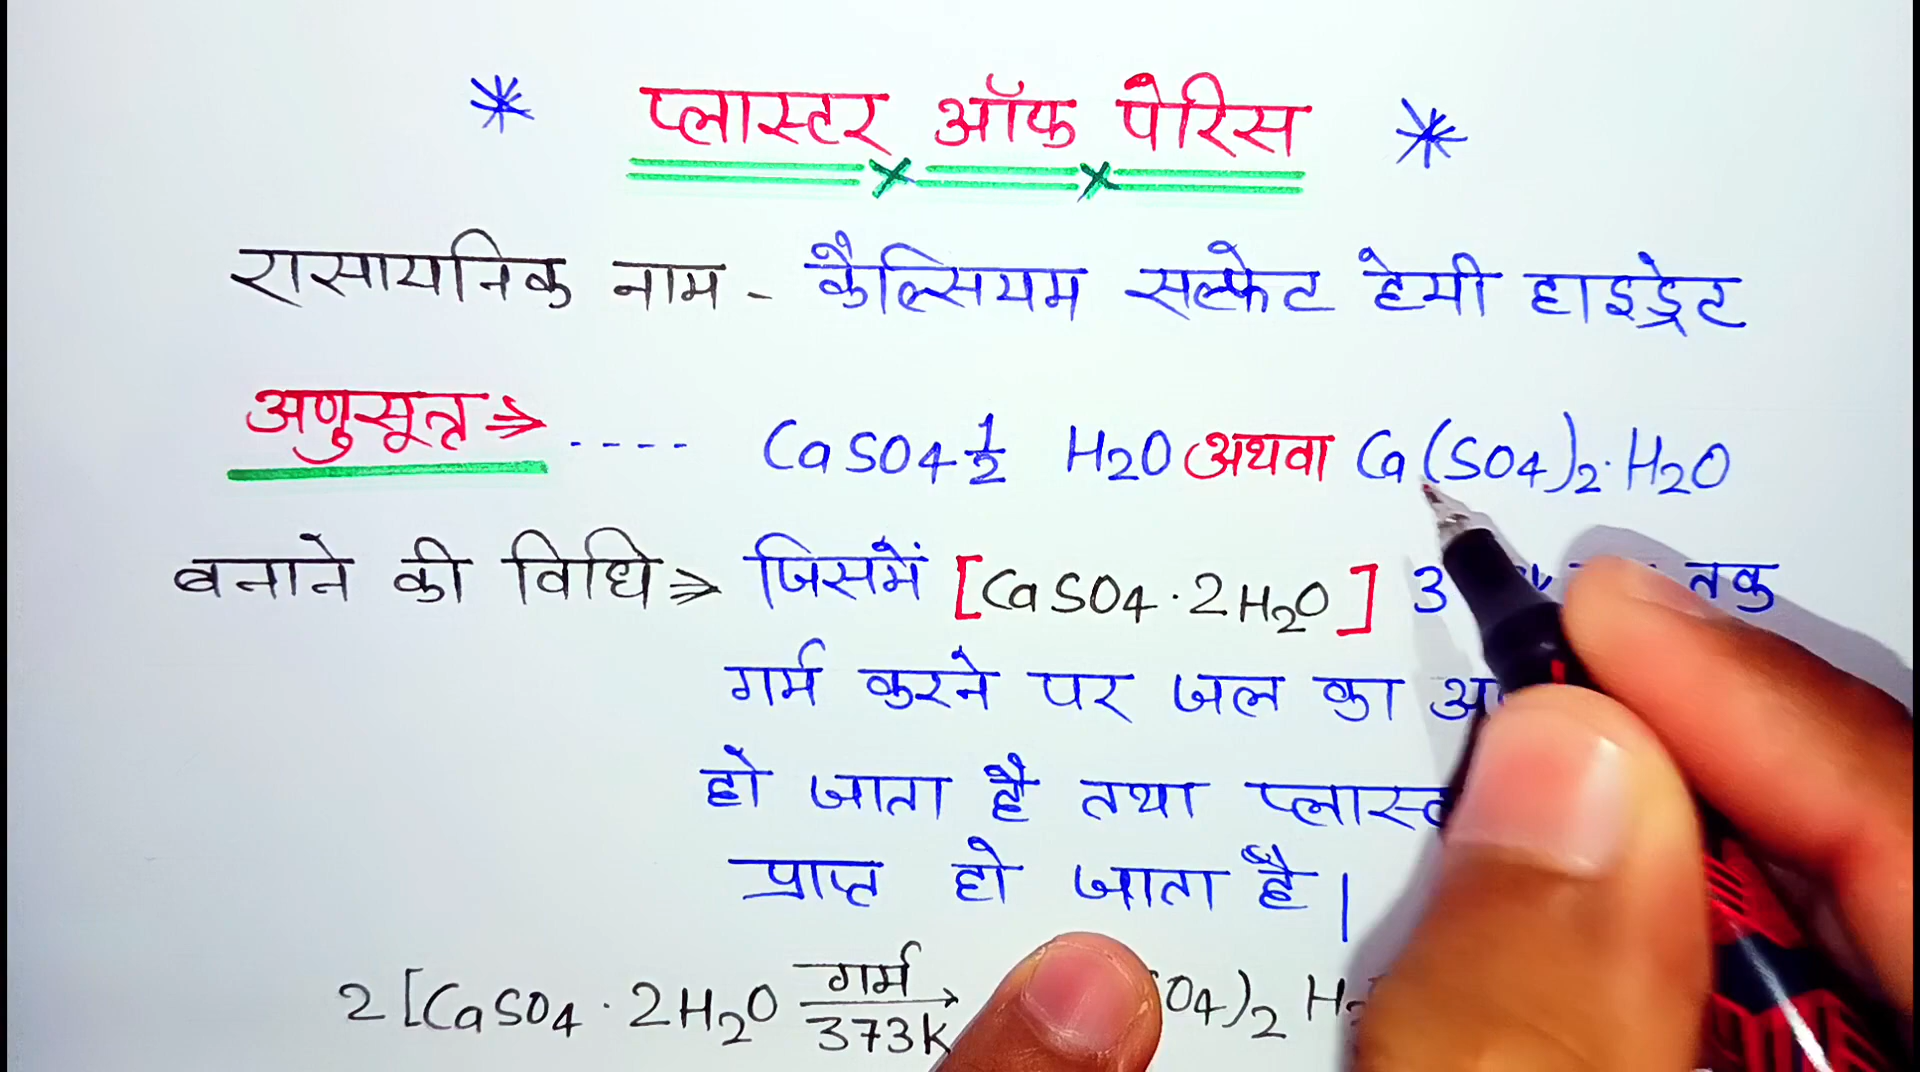 प्लास्टर ऑफ पेरिस
रासायनिक नाम - कैल्सियम सल्फेट हेमी हाइड्रेट
अणुसूत्र ⇒ ---- CaSO4 1/2 H2O अथवा Ca(SO4)2·H2O
बनाने की विधि ⇒ जिसमें [CaSO4·2H2O] तक
गर्म करने पर जल का
हो जाता है तथा
प्राप्त हो जाता है।
2[CaSO4·2H2O गर्म 373K